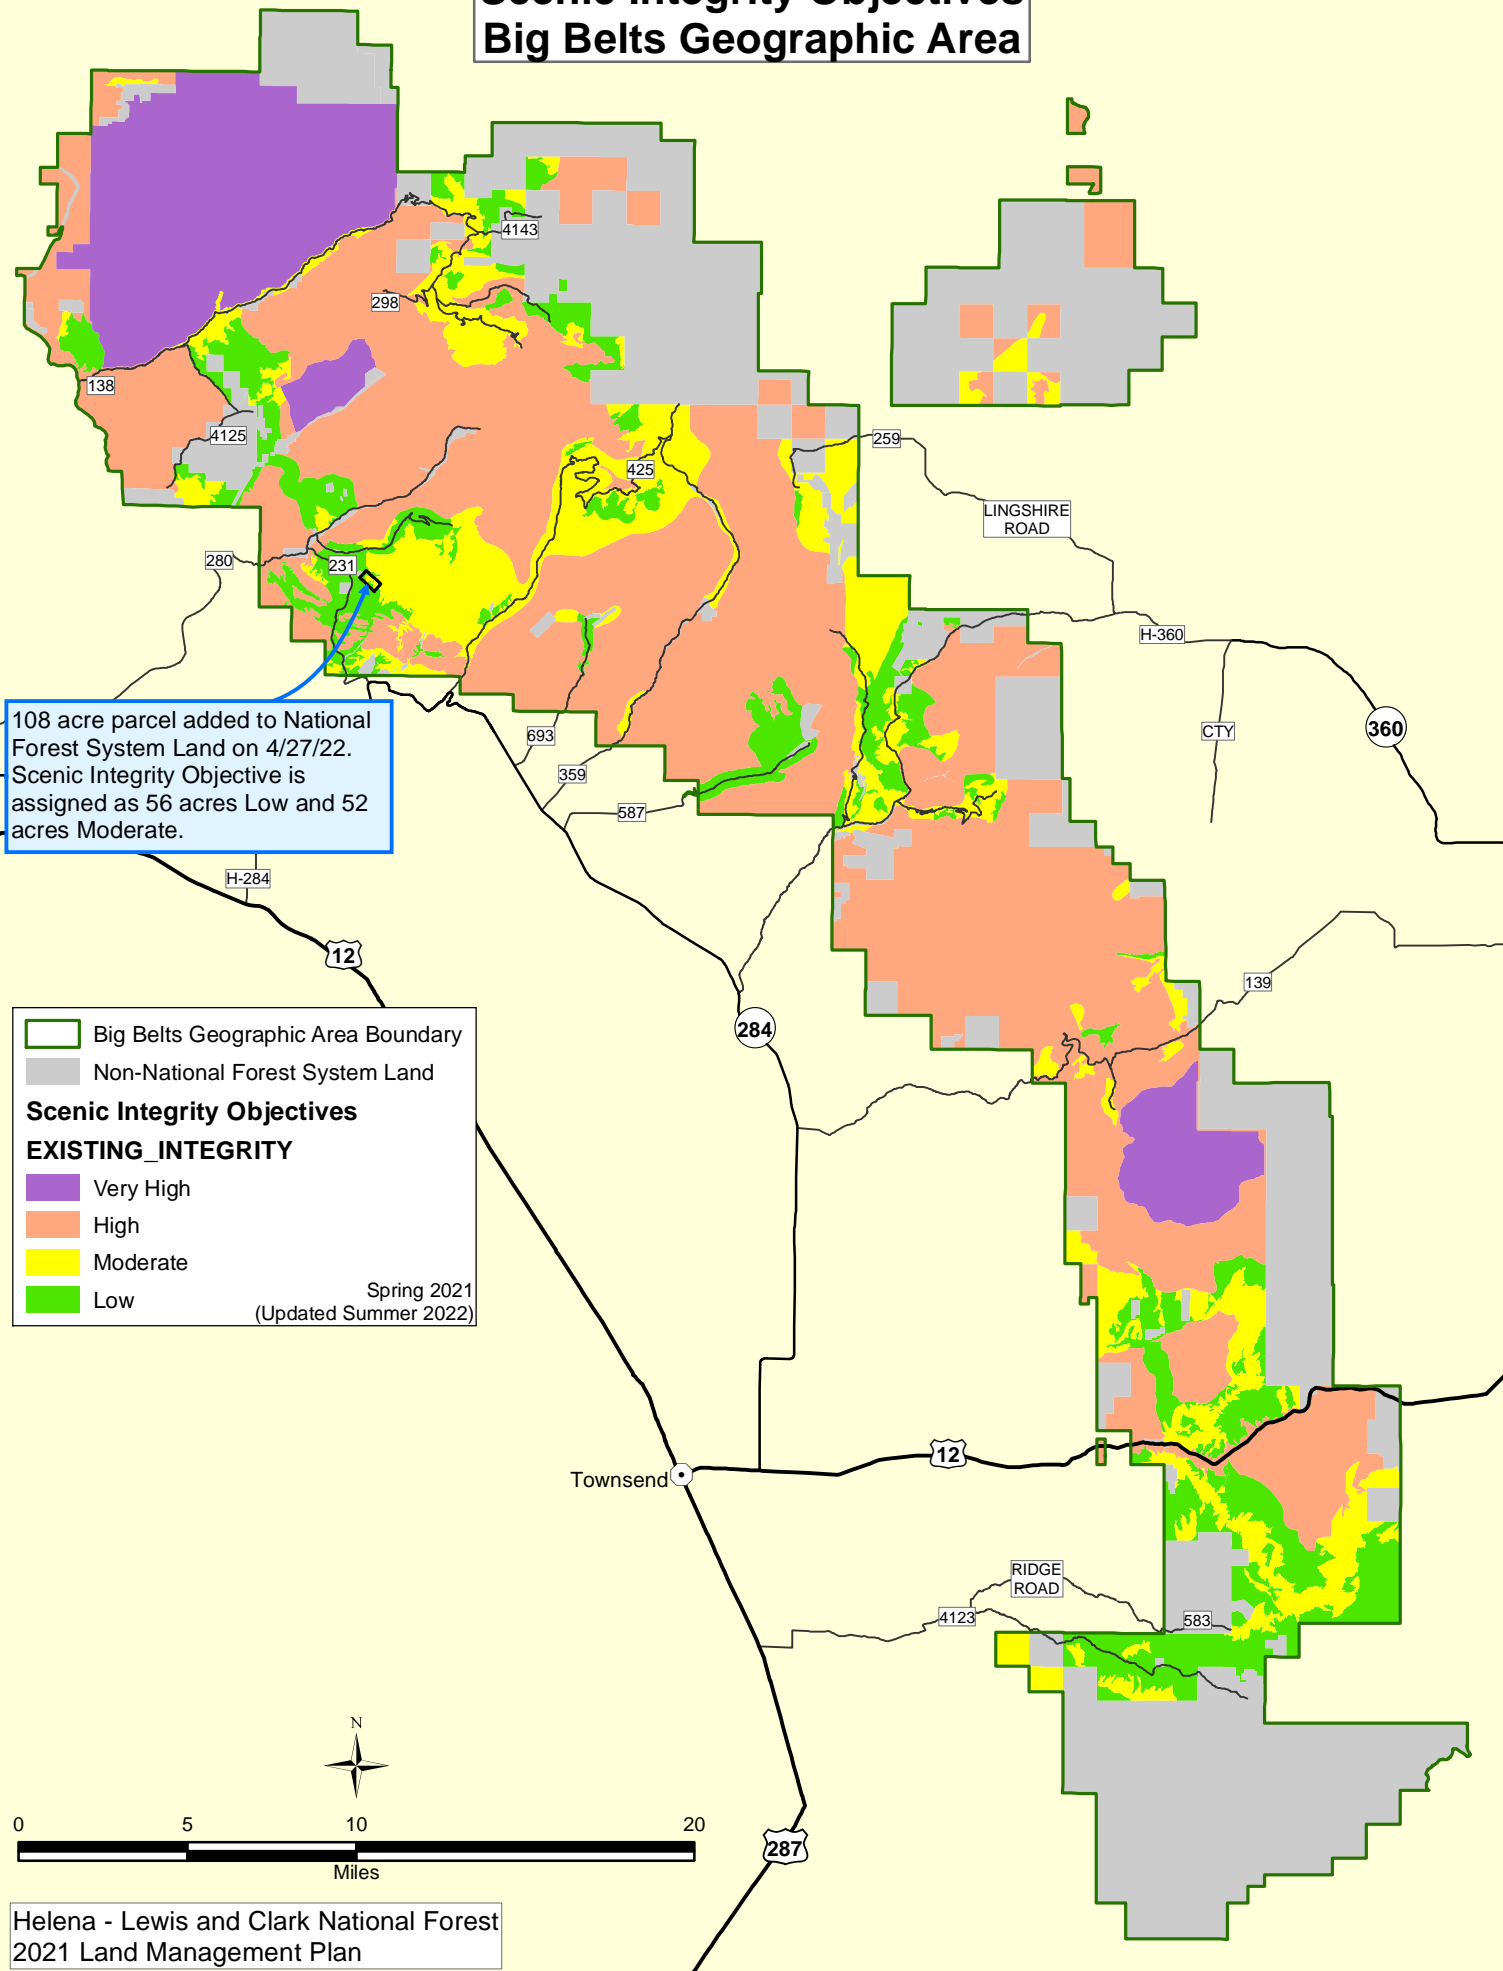 Scenic Integrity Objectives
Big Belts Geographic Area
4143
298
138
4125
425
259
LINGSHIRE
ROAD
280
231
H-360
360
CTY
108 acre parcel added to National
Forest System Land on 4/27/22.
Scenic Integrity Objective is
assigned as 56 acres Low and 52
acres Moderate.
693
359
587
H-284
12
139
284
Big Belts Geographic Area Boundary
Non-National Forest System Land
Scenic Integrity Objectives
EXISTING_INTEGRITY
Very High
High
Moderate
Low
Spring 2021
(Updated Summer 2022)
12
Townsend
RIDGE
ROAD
4123
583
N
0 5 10 20
Miles
287
Helena - Lewis and Clark National Forest
2021 Land Management Plan